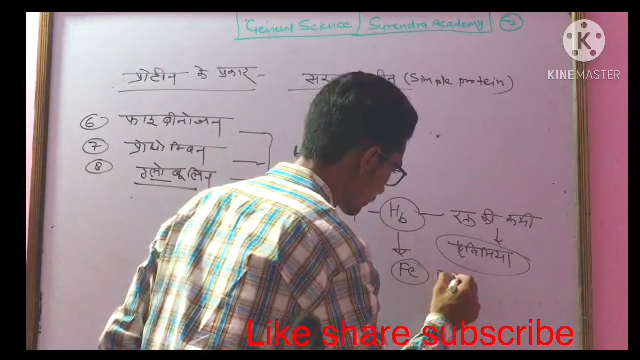 General Science Surendra Academy
KINEMASTER
प्रोटीन के प्रकार - (Simple protein)
⑥ फाइब्रीनोजन
⑦ प्रोथोम्बिन
⑧ ग्लोबूलिन
Hb — रक्त की कमी
एनिमिया
Fe
Like share subscribe